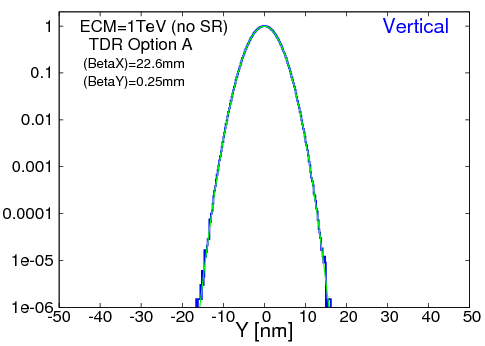 ECM=1TeV (no SR)
Vertical
TDR Option A
(BetaX)=22.6mm
(BetaY)=0.25mm
1
0.1
0.01
0.001
0.0001
1e-05
1e-06
-50 -40 -30 -20 -10 0 10 20 30 40 50
Y [nm]